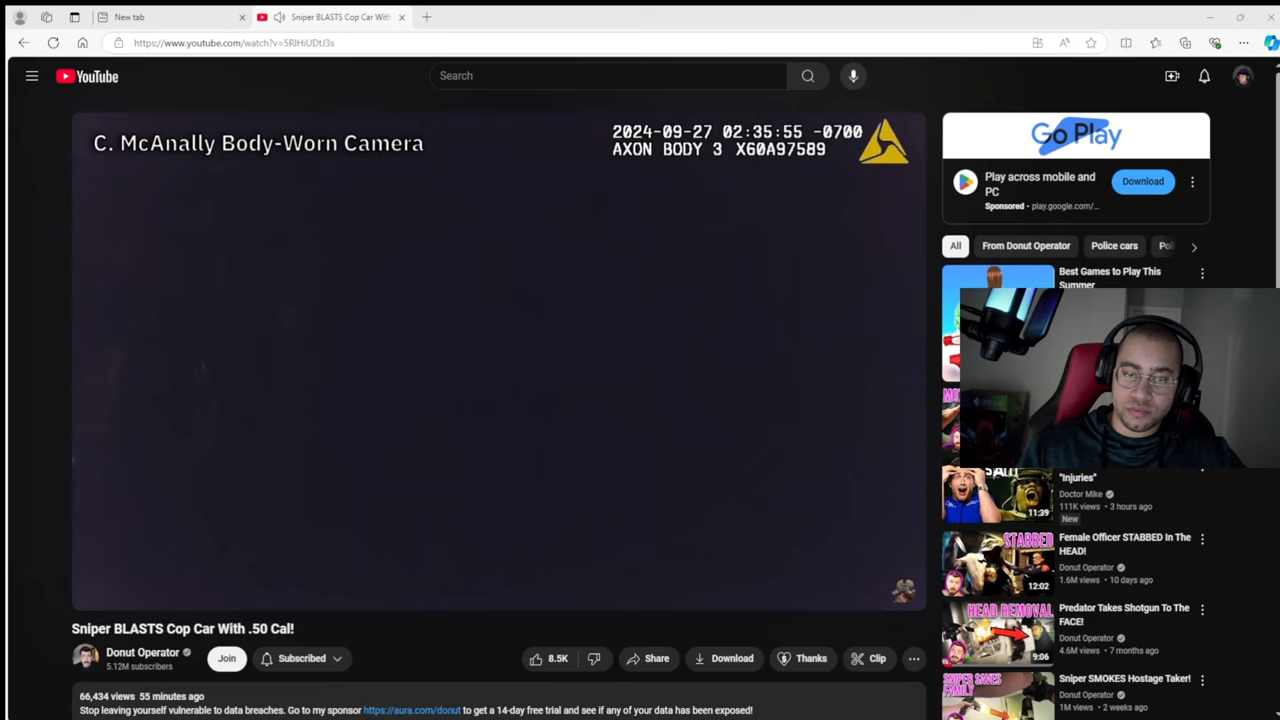 New tab
Sniper BLASTS Cop Car With
https://www.youtube.com/watch?v=5RlHiUDtJ3s
YouTube
Search
C. McAnally Body-Worn Camera
2024-09-27 02:35:55 -0700
AXON BODY 3 X60A97589
Go Play
Play across mobile and
PC
Sponsored • play.google.com/...
Download
All
From Donut Operator
Police cars
Best Games to Play This
Summer
"Injuries"
Doctor Mike
111K views • 3 hours ago
New
11:39
STABBED
Female Officer STABBED In The
HEAD!
Donut Operator
1.6M views • 10 days ago
12:02
HEAD REMOVAL
Predator Takes Shotgun To The
FACE!
Donut Operator
4.6M views • 7 months ago
9:06
SNIPER SAVES
FAMILY
Sniper SMOKES Hostage Taker!
Donut Operator
1M views • 2 weeks ago
Sniper BLASTS Cop Car With .50 Cal!
Donut Operator
5.12M subscribers
Join
Subscribed
8.5K
Share
Download
Thanks
Clip
66,434 views 55 minutes ago
Stop leaving yourself vulnerable to data breaches. Go to my sponsor https://aura.com/donut to get a 14-day free trial and see if any of your data has been exposed!